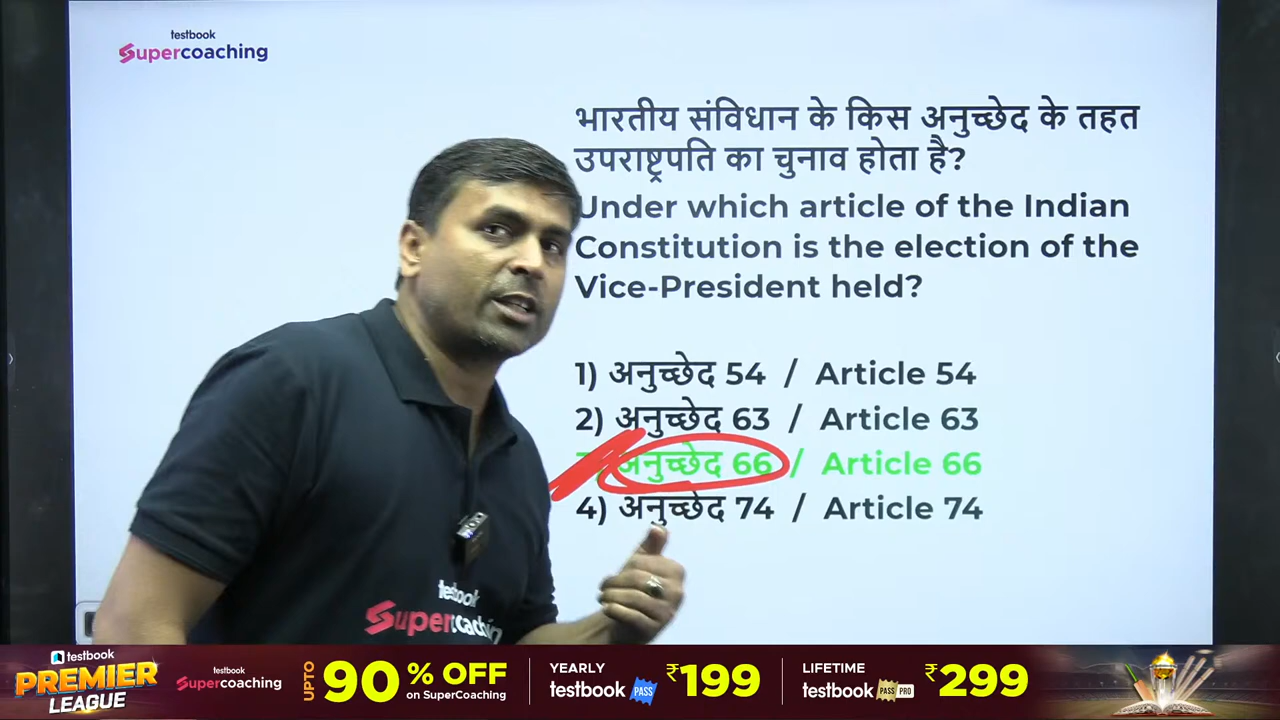 testbook
Supercoaching
भारतीय संविधान के किस अनुच्छेद के तहत
उपराष्ट्रपति का चुनाव होता है?
Under which article of the Indian
Constitution is the election of the
Vice-President held?
1) अनुच्छेद 54 / Article 54
2) अनुच्छेद 63 / Article 63
अनुच्छेद 66 / Article 66
4) अनुच्छेद 74 / Article 74
testbook
Supercoaching
testbook
PREMIER
LEAGUE
testbook
Supercoaching
UPTO 90% OFF
on SuperCoaching
YEARLY
testbook PASS
₹199
LIFETIME
testbook PASS PRO
₹299